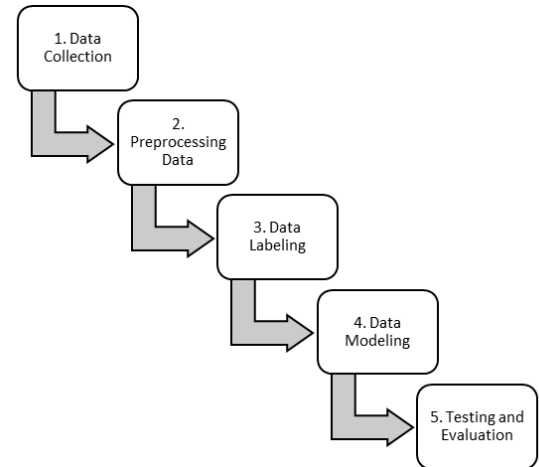 1. Data
Collection
2.
Preprocessing
Data
3. Data
Labeling
4. Data
Modeling
5. Testing and
Evaluation